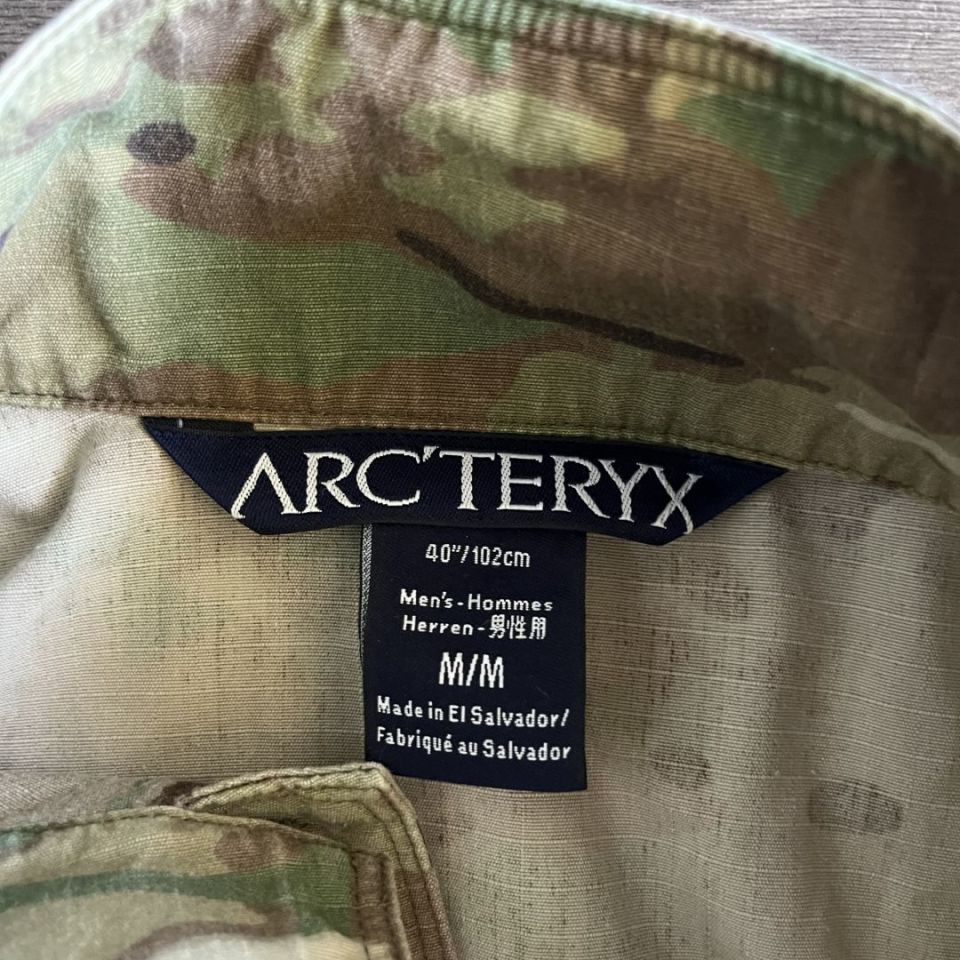 ARC'TERYX
40"/102cm
Men's-Hommes
Herren-男性用
M/M
Made in El Salvador/
Fabriqué au Salvador